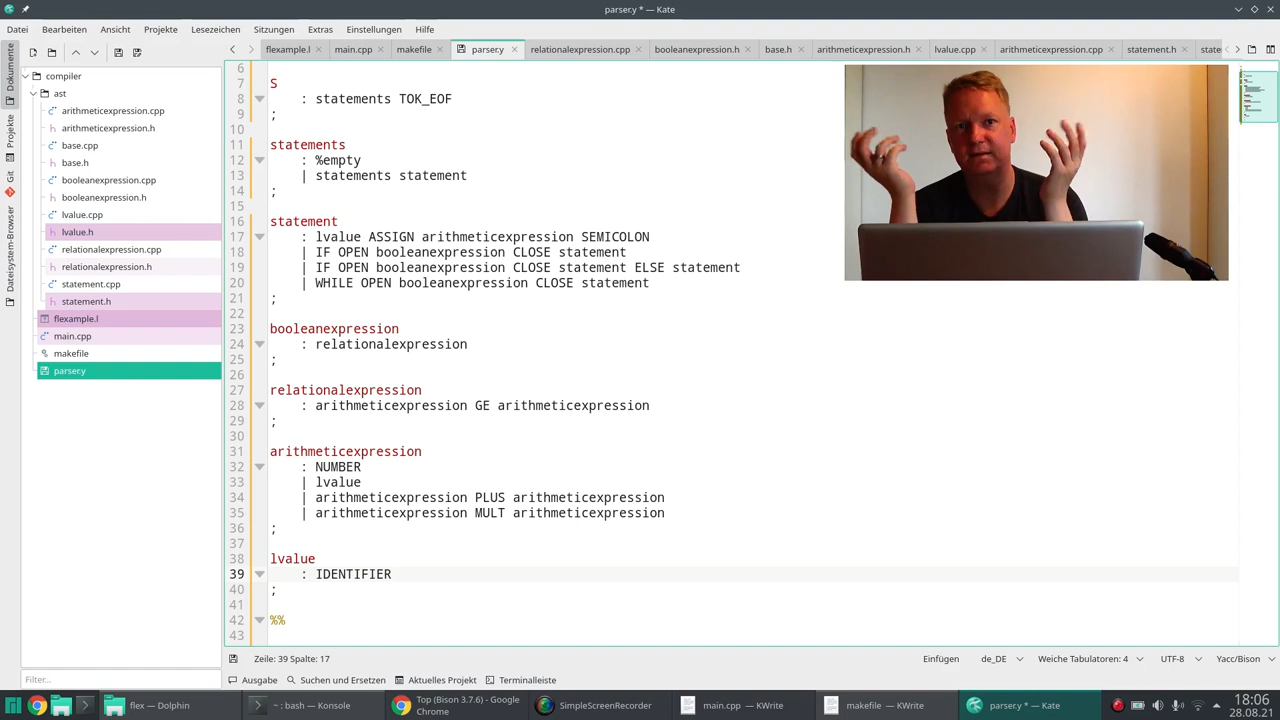 parser.y * — Kate
Datei Bearbeiten Ansicht Projekte Lesezeichen Sitzungen Extras Einstellungen Hilfe
flexample.l main.cpp makefile parser.y relationalexpression.cpp booleanexpression.h base.h arithmeticexpression.h lvalue.cpp arithmeticexpression.cpp statement.h state
Dokumente
Projekte
Git
Dateisystem-Browser
compiler
ast
arithmeticexpression.cpp
arithmeticexpression.h
base.cpp
base.h
booleanexpression.cpp
booleanexpression.h
lvalue.cpp
lvalue.h
relationalexpression.cpp
relationalexpression.h
statement.cpp
statement.h
flexample.l
main.cpp
makefile
parser.y
Filter...
6
7 S
8 : statements TOK_EOF
9 ;
10
11 statements
12 : %empty
13 | statements statement
14 ;
15
16 statement
17 : lvalue ASSIGN arithmeticexpression SEMICOLON
18 | IF OPEN booleanexpression CLOSE statement
19 | IF OPEN booleanexpression CLOSE statement ELSE statement
20 | WHILE OPEN booleanexpression CLOSE statement
21 ;
22
23 booleanexpression
24 : relationalexpression
25 ;
26
27 relationalexpression
28 : arithmeticexpression GE arithmeticexpression
29 ;
30
31 arithmeticexpression
32 : NUMBER
33 | lvalue
34 | arithmeticexpression PLUS arithmeticexpression
35 | arithmeticexpression MULT arithmeticexpression
36 ;
37
38 lvalue
39 : IDENTIFIER
40 ;
41
42 %%
43
Zeile: 39 Spalte: 17 Einfügen de_DE Weiche Tabulatoren: 4 UTF-8 Yacc/Bison
Ausgabe Suchen und Ersetzen Aktuelles Projekt Terminalleiste
flex — Dolphin
~ : bash — Konsole
Top (Bison 3.7.6) - Google Chrome
SimpleScreenRecorder
main.cpp — KWrite
makefile — KWrite
parser.y * — Kate
18:06
28.08.21